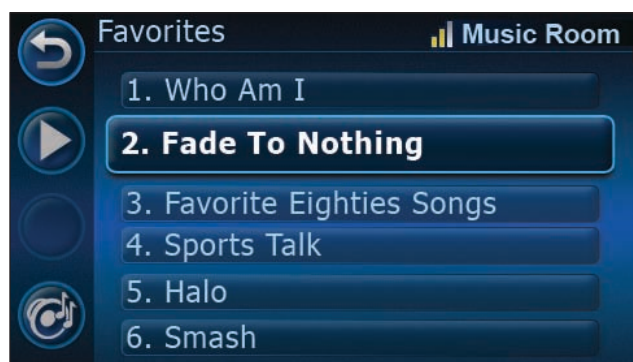 Favorites
Music Room
1. Who Am I
2. Fade To Nothing
3. Favorite Eighties Songs
4. Sports Talk
5. Halo
6. Smash